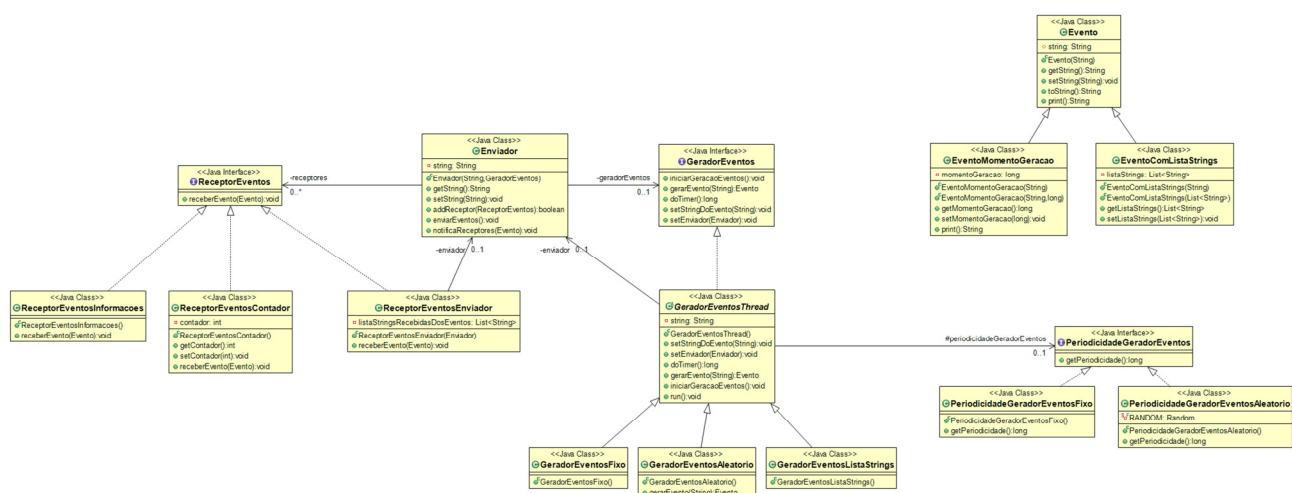 <<Java Class>>
Evento
string: String
Evento(String)
getString():String
setString(String):void
toString():String
print():String
<<Java Class>>
EventoMomentoGeracao
momentoGeracao: long
EventoMomentoGeracao(String)
EventoMomentoGeracao(String,long)
getMomentoGeracao():long
setMomentoGeracao(long):void
print():String
<<Java Class>>
EventoComListaStrings
listaStrings: List<String>
EventoComListaStrings(String)
EventoComListaStrings(List<String>)
getListaStrings():List<String>
setListaStrings(List<String>):void
<<Java Interface>>
ReceptorEventos
receberEvento(Evento):void
-receptores
0..*
<<Java Class>>
Enviador
string: String
Enviador(String,GeradorEventos)
getString():String
setString(String):void
addReceptor(ReceptorEventos):boolean
enviarEventos():void
notificaReceptores(Evento):void
-geradorEventos
0..1
<<Java Interface>>
GeradorEventos
iniciarGeracaoEventos():void
gerarEvento(String):Evento
doTimer():long
setStringDoEvento(String):void
setEnviador(Enviador):void
-enviador 0..1
-enviador 0..1
<<Java Class>>
ReceptorEventosInformacoes
ReceptorEventosInformacoes()
receberEvento(Evento):void
<<Java Class>>
ReceptorEventosContador
contador: int
ReceptorEventosContador()
getContador():int
setContador(int):void
receberEvento(Evento):void
<<Java Class>>
ReceptorEventosEnviador
listaStringsRecebidasDosEventos: List<String>
ReceptorEventosEnviador(Enviador)
receberEvento(Evento):void
<<Java Class>>
GeradorEventosThread
string: String
GeradorEventosThread()
setStringDoEvento(String):void
setEnviador(Enviador):void
doTimer():long
gerarEvento(String):Evento
iniciarGeracaoEventos():void
run():void
#periodicidadeGeradorEventos
0..1
<<Java Interface>>
PeriodicidadeGeradorEventos
getPeriodicidade():long
<<Java Class>>
PeriodicidadeGeradorEventosFixo
PeriodicidadeGeradorEventosFixo()
getPeriodicidade():long
<<Java Class>>
PeriodicidadeGeradorEventosAleatorio
RANDOM: Random
PeriodicidadeGeradorEventosAleatorio()
getPeriodicidade():long
<<Java Class>>
GeradorEventosFixo
GeradorEventosFixo()
<<Java Class>>
GeradorEventosAleatorio
GeradorEventosAleatorio()
gerarEvento(String):Evento
<<Java Class>>
GeradorEventosListaStrings
GeradorEventosListaStrings()